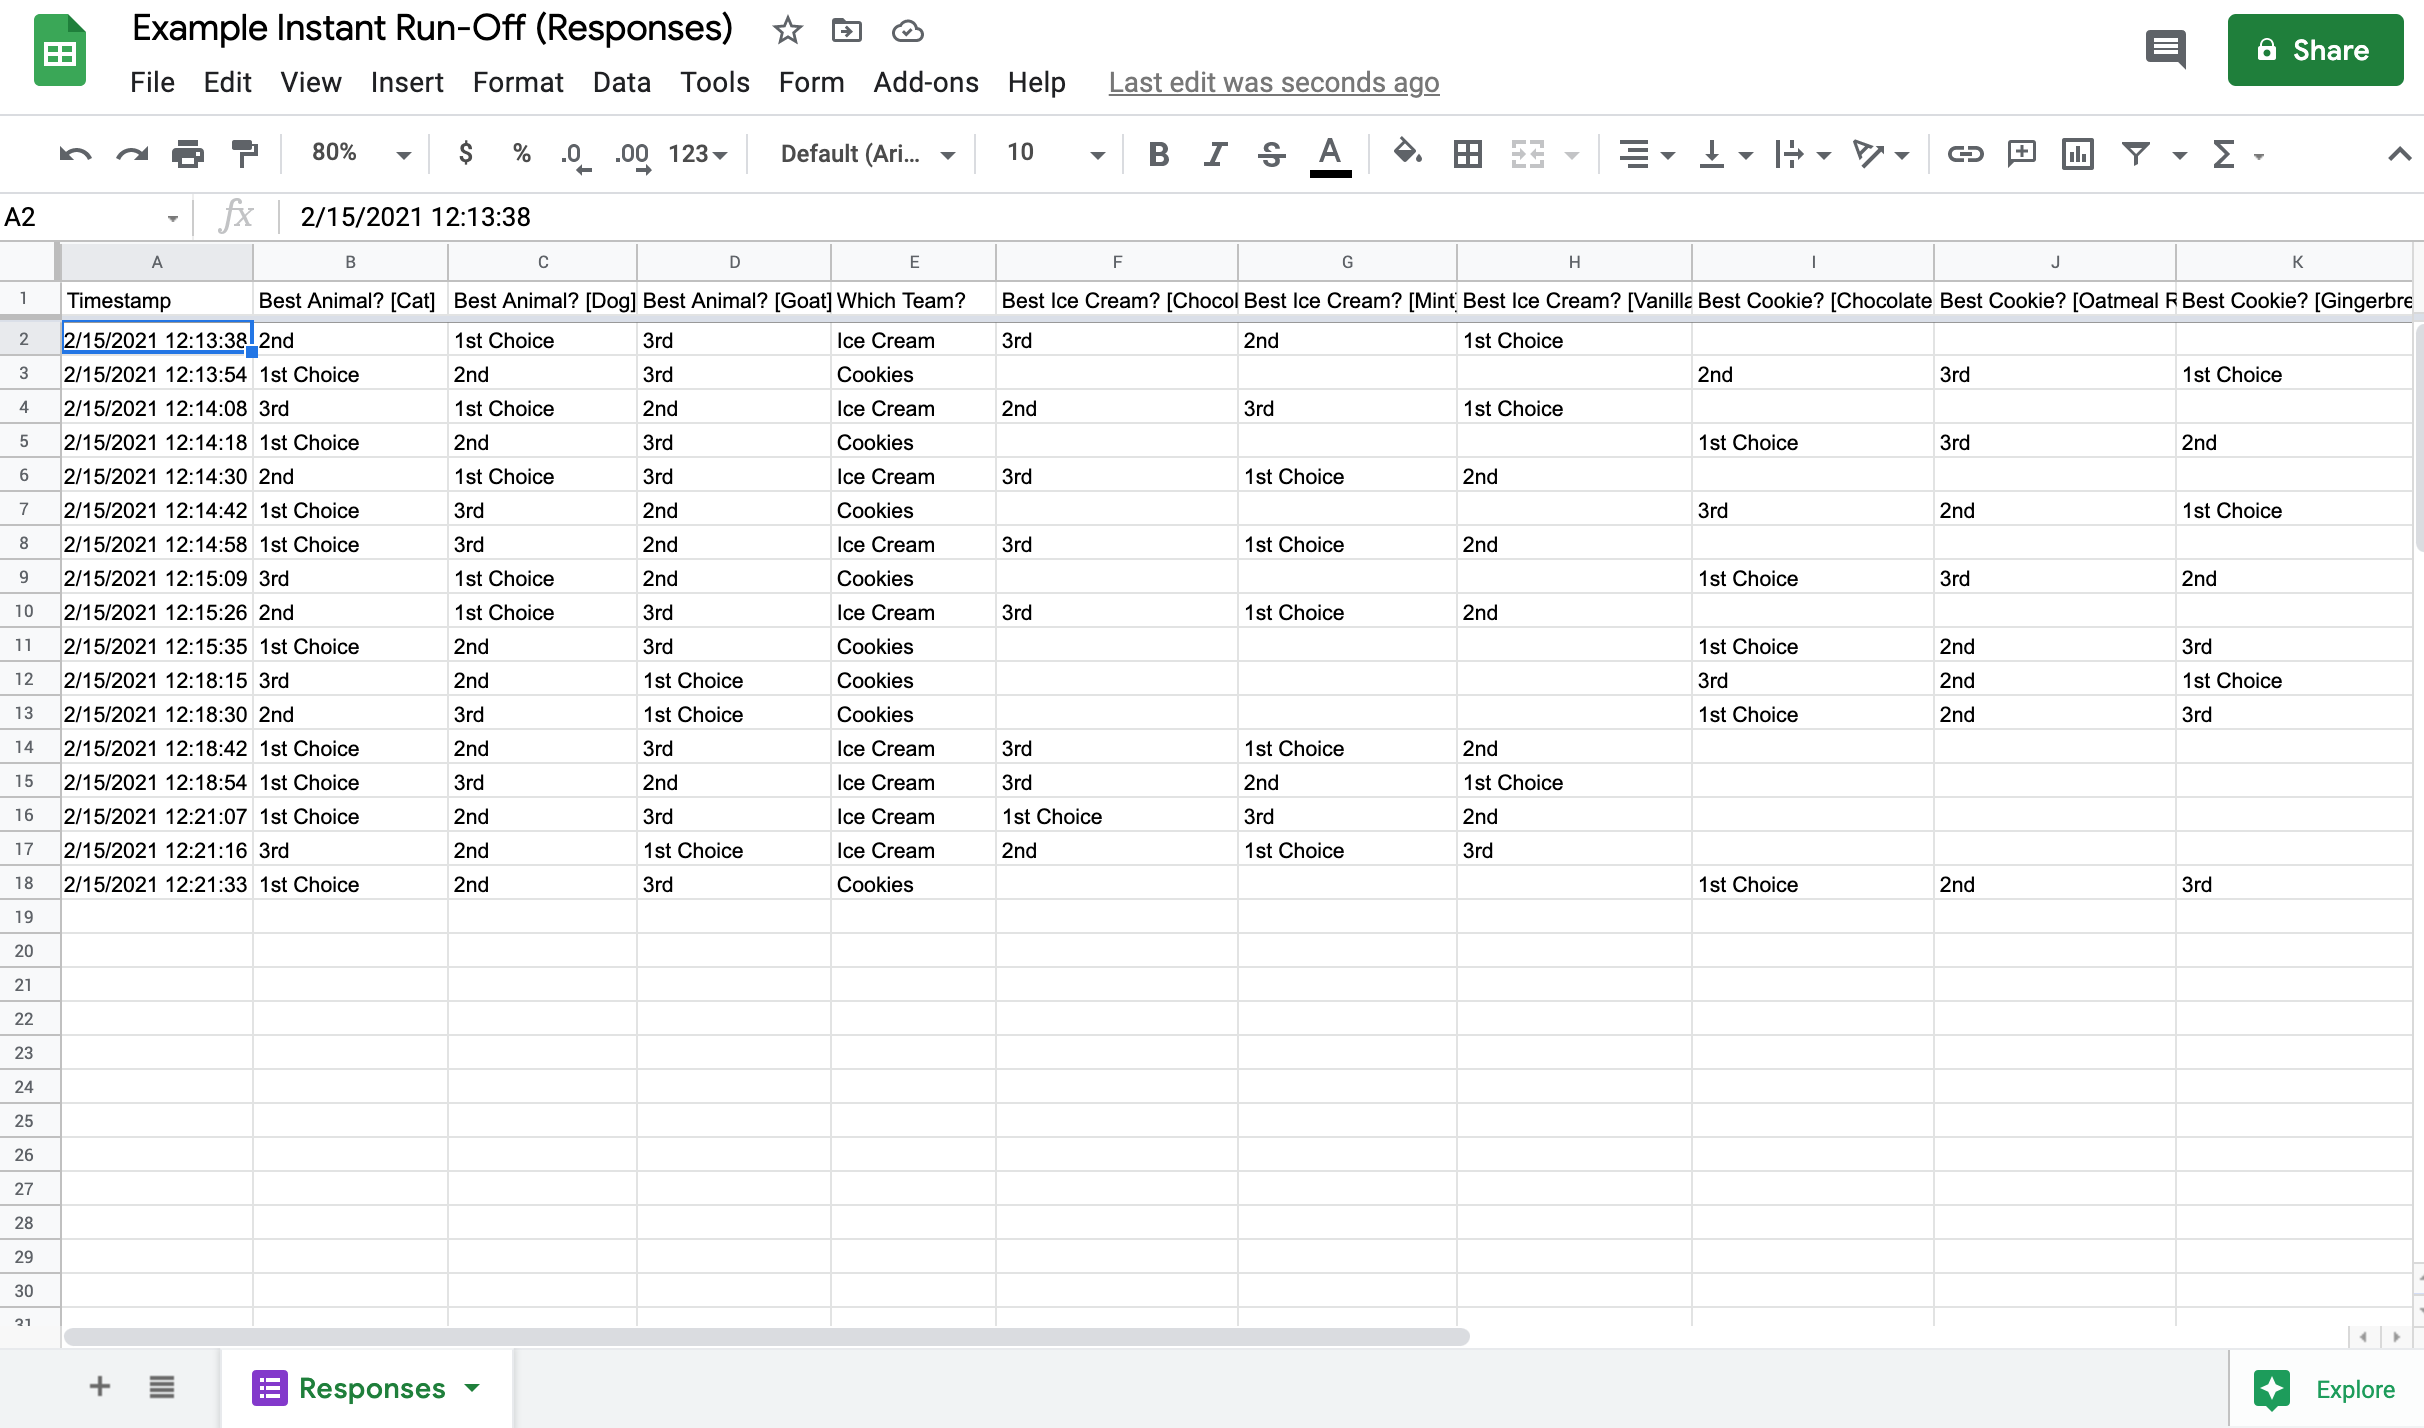 Example Instant Run-Off (Responses)
Share
File Edit View Insert Format Data Tools Form Add-ons Help Last edit was seconds ago
80% $ % .0 .00 123 Default (Ari... 10 B I S A Σ
A2 fx 2/15/2021 12:13:38
A B C D E F G H I J K
1 Timestamp Best Animal? [Cat] Best Animal? [Dog] Best Animal? [Goat] Which Team? Best Ice Cream? [Chocol Best Ice Cream? [Mint] Best Ice Cream? [Vanilla Best Cookie? [Chocolate Best Cookie? [Oatmeal R Best Cookie? [Gingerbre
2 2/15/2021 12:13:38 2nd 1st Choice 3rd Ice Cream 3rd 2nd 1st Choice
3 2/15/2021 12:13:54 1st Choice 2nd 3rd Cookies 2nd 3rd 1st Choice
4 2/15/2021 12:14:08 3rd 1st Choice 2nd Ice Cream 2nd 3rd 1st Choice
5 2/15/2021 12:14:18 1st Choice 2nd 3rd Cookies 1st Choice 3rd 2nd
6 2/15/2021 12:14:30 2nd 1st Choice 3rd Ice Cream 3rd 1st Choice 2nd
7 2/15/2021 12:14:42 1st Choice 3rd 2nd Cookies 3rd 2nd 1st Choice
8 2/15/2021 12:14:58 1st Choice 3rd 2nd Ice Cream 3rd 1st Choice 2nd
9 2/15/2021 12:15:09 3rd 1st Choice 2nd Cookies 1st Choice 3rd 2nd
10 2/15/2021 12:15:26 2nd 1st Choice 3rd Ice Cream 3rd 1st Choice 2nd
11 2/15/2021 12:15:35 1st Choice 2nd 3rd Cookies 1st Choice 2nd 3rd
12 2/15/2021 12:18:15 3rd 2nd 1st Choice Cookies 3rd 2nd 1st Choice
13 2/15/2021 12:18:30 2nd 3rd 1st Choice Cookies 1st Choice 2nd 3rd
14 2/15/2021 12:18:42 1st Choice 2nd 3rd Ice Cream 3rd 1st Choice 2nd
15 2/15/2021 12:18:54 1st Choice 3rd 2nd Ice Cream 3rd 2nd 1st Choice
16 2/15/2021 12:21:07 1st Choice 2nd 3rd Ice Cream 1st Choice 3rd 2nd
17 2/15/2021 12:21:16 3rd 2nd 1st Choice Ice Cream 2nd 1st Choice 3rd
18 2/15/2021 12:21:33 1st Choice 2nd 3rd Cookies 1st Choice 2nd 3rd
19
20
21
22
23
24
25
26
27
28
29
30
31
Responses
Explore